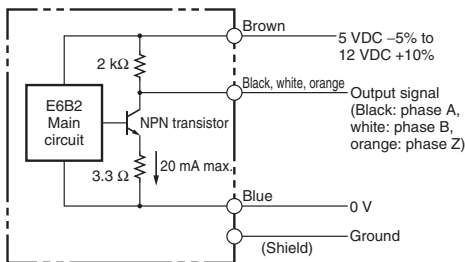 Brown
5 VDC −5% to
12 VDC +10%
2 kΩ
Black, white, orange
Output signal
(Black: phase A,
white: phase B,
orange: phase Z)
E6B2
Main
circuit
NPN transistor
3.3 Ω
20 mA max.
Blue
0 V
Ground
(Shield)